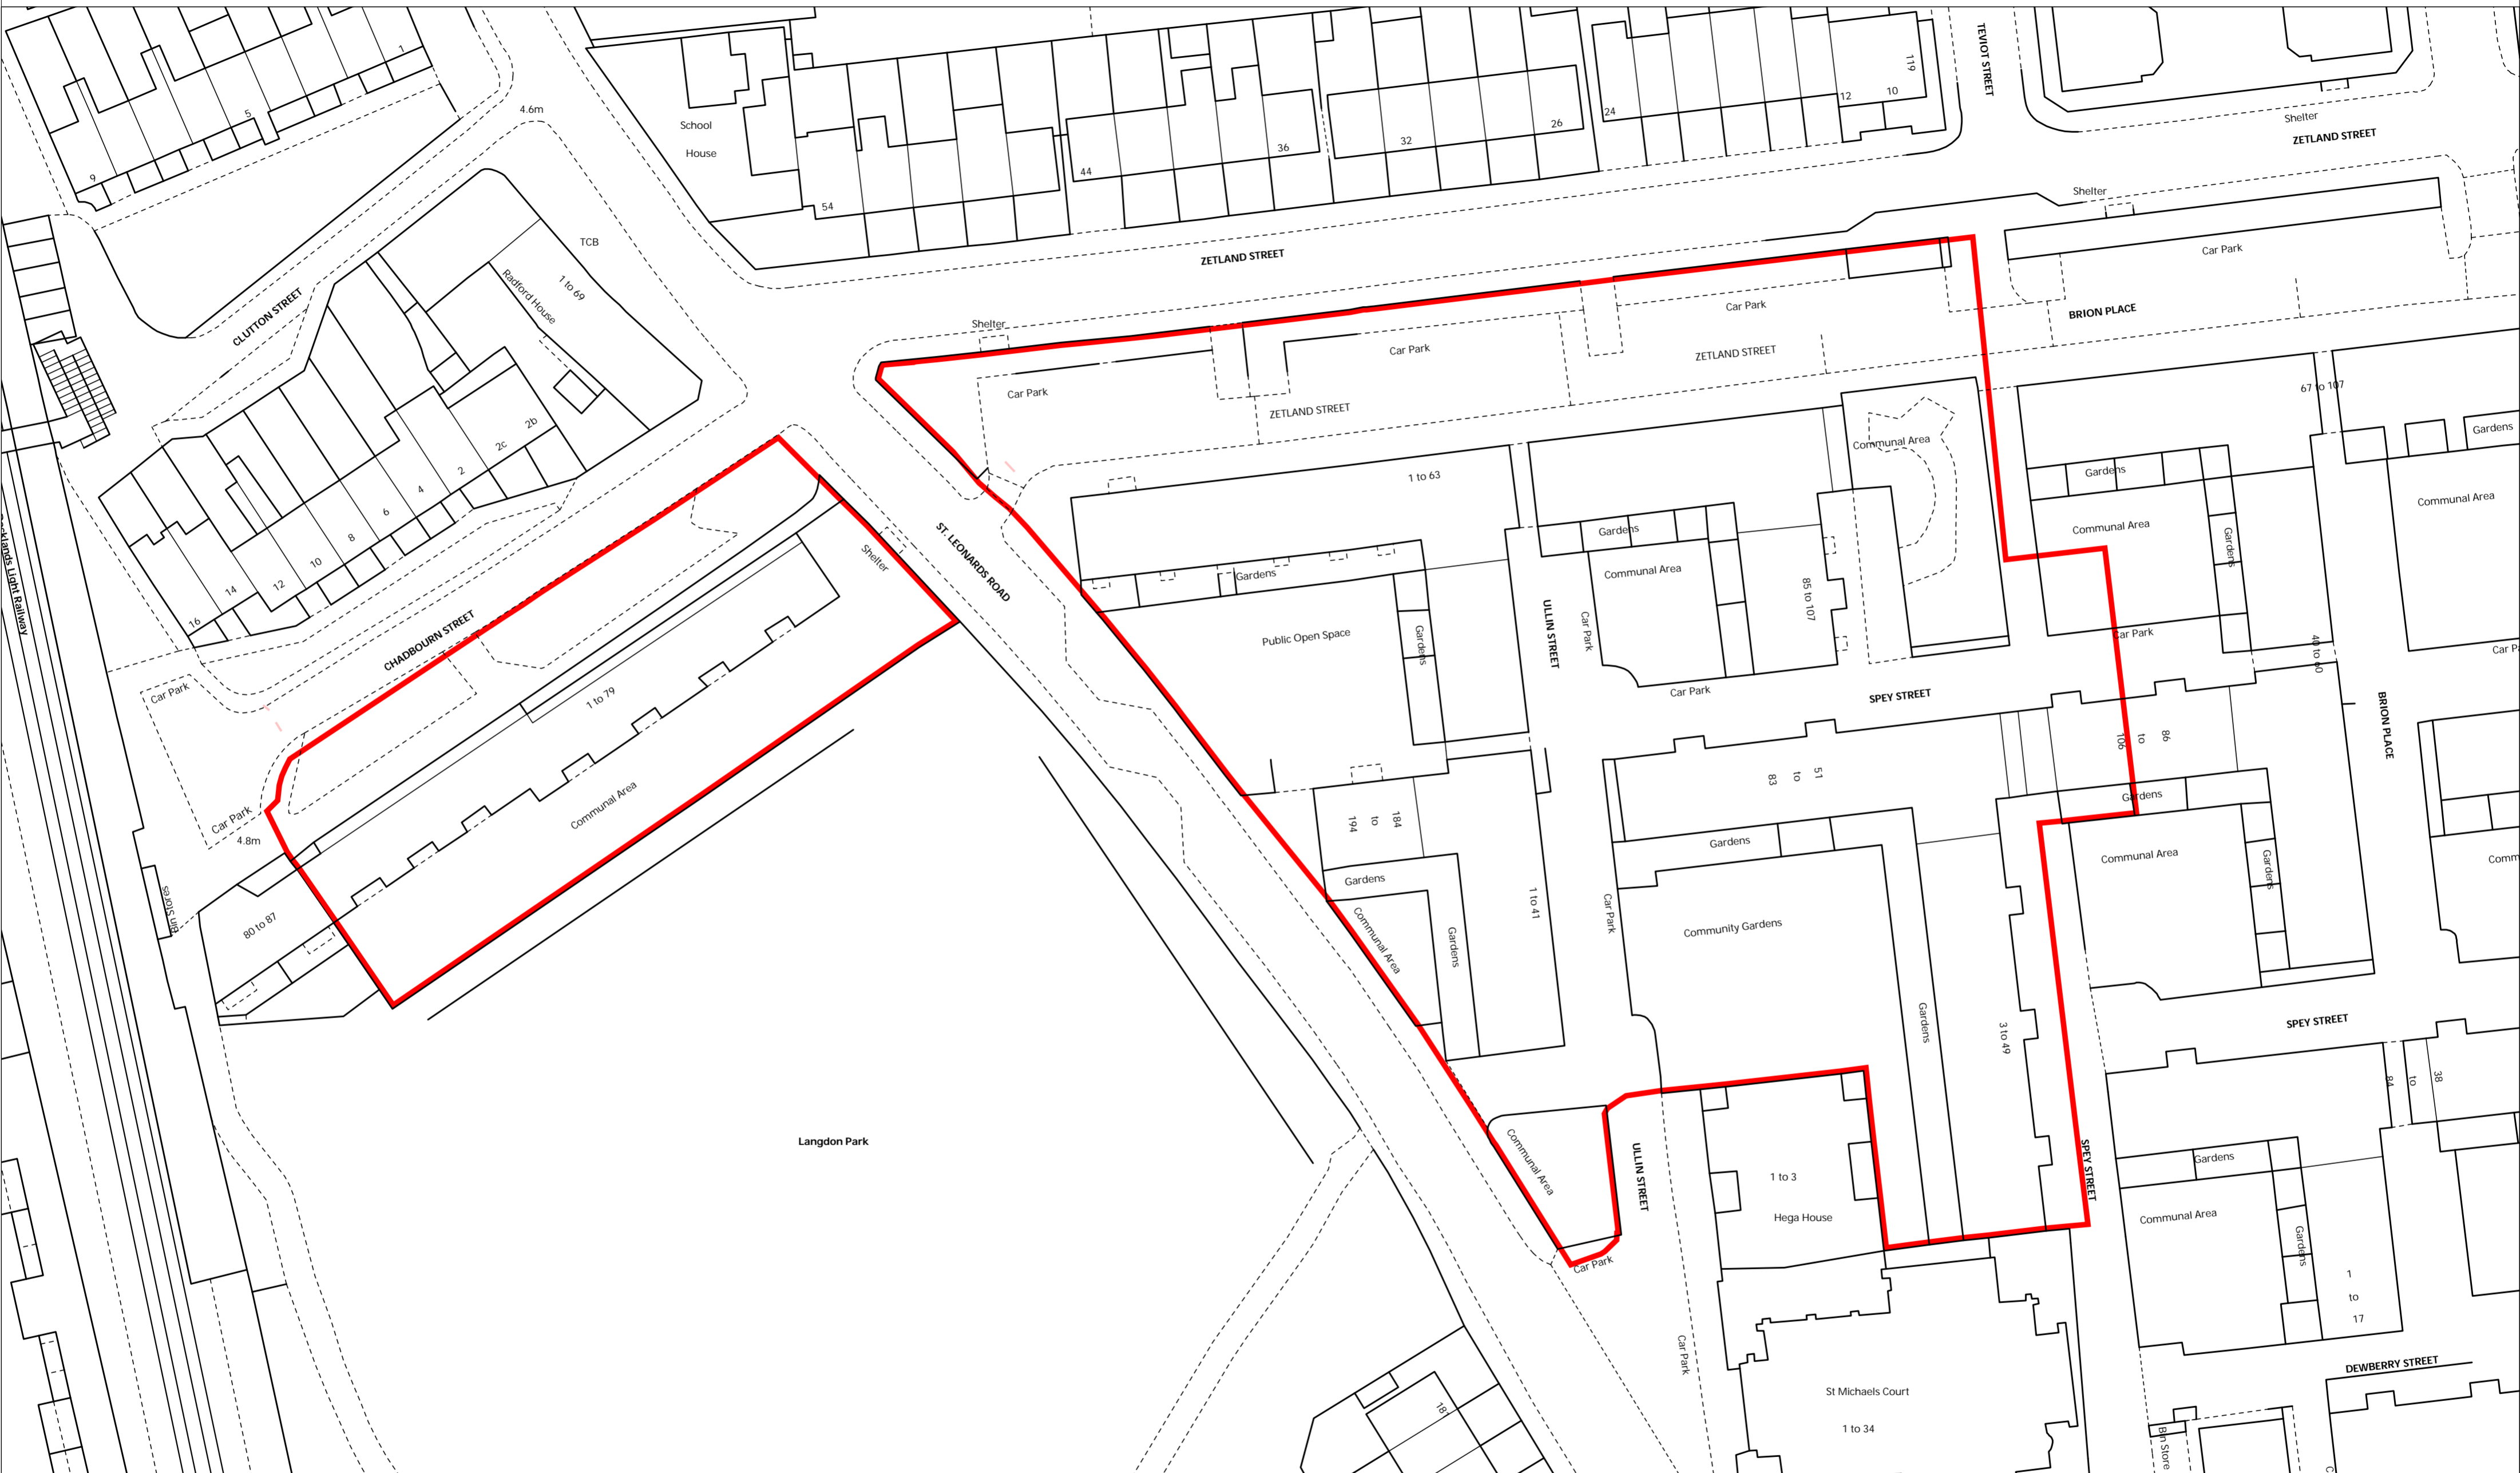 1
5
9
4.6m
School
House
54
44
36
32
26
24
12
10
119
TEVIOT STREET
Shelter
ZETLAND STREET
TCB
Radford House
1 to 69
CLUTTON STREET
ZETLAND STREET
Shelter
Car Park
BRION PLACE
Shelter
Car Park
Car Park
Car Park
ZETLAND STREET
ZETLAND STREET
67 to 107
2b
2c
2
4
6
8
10
12
14
16
Docklands Light Railway
CHADBOURN STREET
Shelter
ST. LEONARDS ROAD
1 to 63
Communal Area
Gardens
Gardens
Communal Area
Gardens
Communal Area
Gardens
Communal Area
Gardens
Gardens
Public Open Space
ULLIN STREET
Car Park
85 to 107
Car Park
SPEY STREET
Car Park
40 to 60
Car P
BRION PLACE
Car Park
Car Park
4.8m
1 to 79
Communal Area
Bin Stores
80 to 87
83
to
51
106
to
86
Gardens
194
to
184
Gardens
Gardens
1 to 41
Communal Area
Gardens
Car Park
Community Gardens
Gardens
3 to 49
Communal Area
Gardens
Comm
SPEY STREET
84
to
38
Langdon Park
Communal Area
ULLIN STREET
1 to 3
Hega House
Car Park
SPEY STREET
Gardens
Communal Area
Gardens
1
to
17
DEWBERRY STREET
Car Park
St Michaels Court
1 to 34
181
Bin Store
C